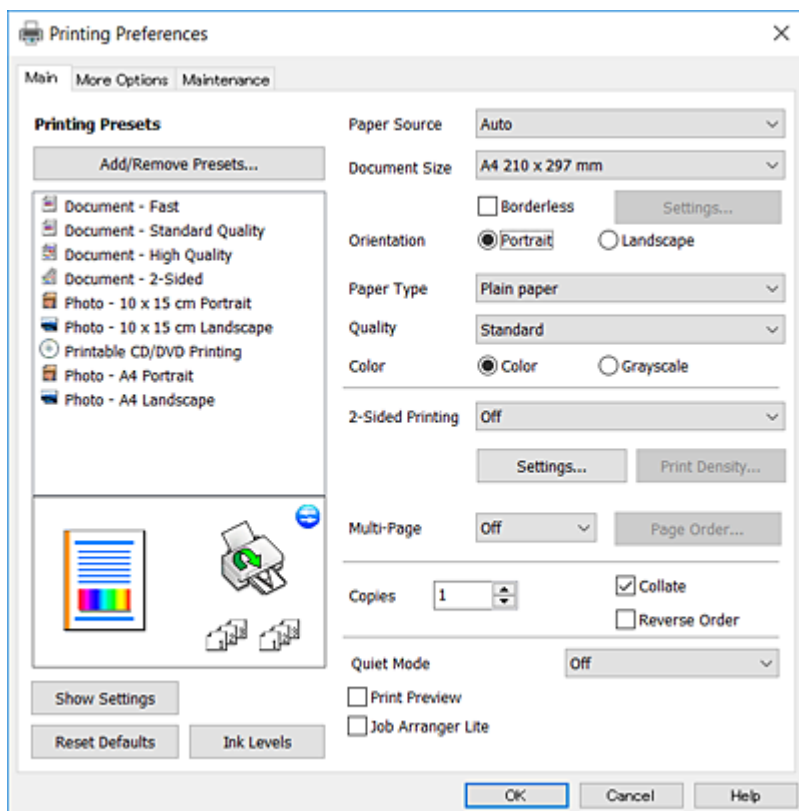 Printing Preferences
Main More Options Maintenance
Printing Presets
Add/Remove Presets...
Document - Fast
Document - Standard Quality
Document - High Quality
Document - 2-Sided
Photo - 10 x 15 cm Portrait
Photo - 10 x 15 cm Landscape
Printable CD/DVD Printing
Photo - A4 Portrait
Photo - A4 Landscape
Show Settings
Reset Defaults Ink Levels
Paper Source Auto
Document Size A4 210 x 297 mm
Borderless Settings...
Orientation Portrait Landscape
Paper Type Plain paper
Quality Standard
Color Color Grayscale
2-Sided Printing Off
Settings... Print Density...
Multi-Page Off Page Order...
Copies 1 Collate
Reverse Order
Quiet Mode Off
Print Preview
Job Arranger Lite
OK Cancel Help